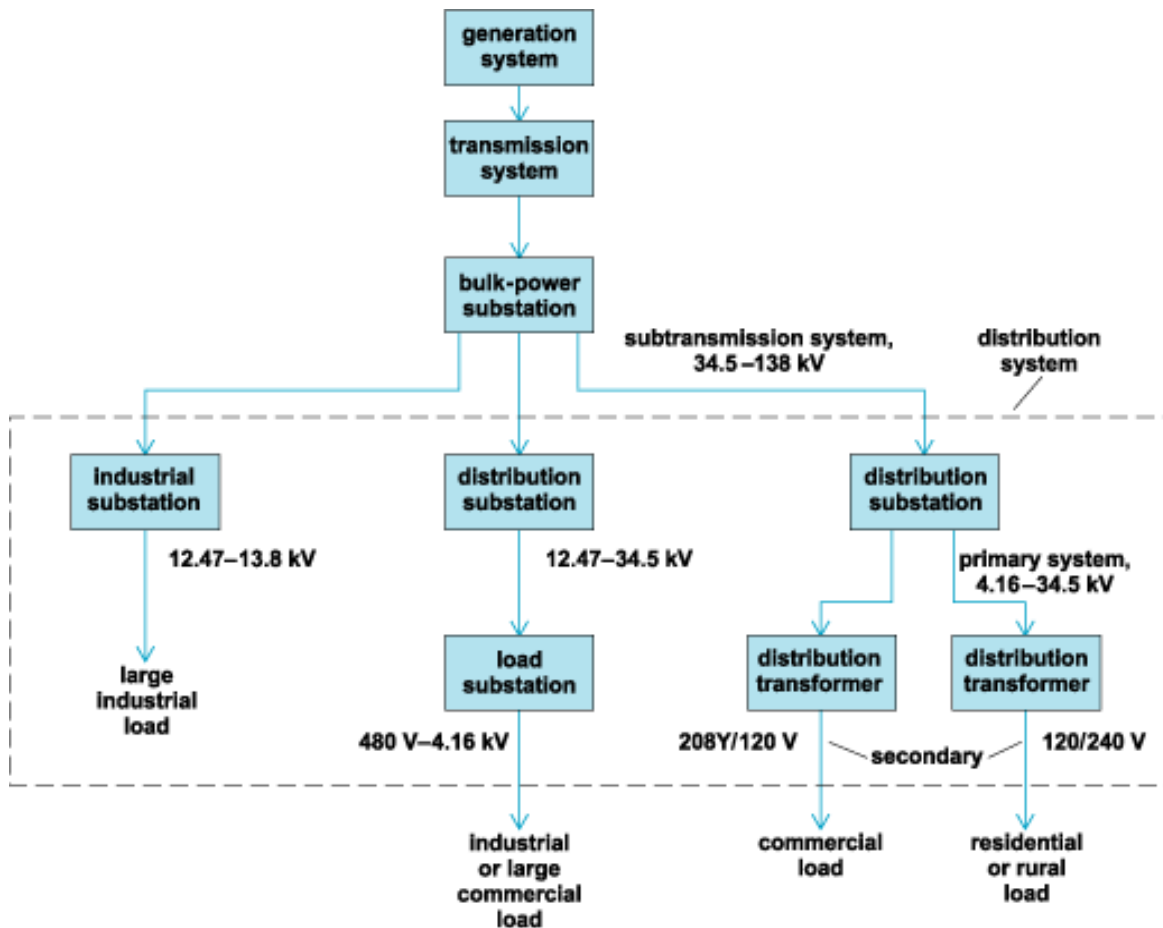 generation
system
transmission
system
bulk-power
substation
subtransmission system,
34.5–138 kV
distribution
system
industrial
substation
distribution
substation
distribution
substation
12.47–13.8 kV
12.47–34.5 kV
primary system,
4.16–34.5 kV
large
industrial
load
load
substation
distribution
transformer
distribution
transformer
480 V–4.16 kV
208Y/120 V
secondary
120/240 V
industrial
or large
commercial
load
commercial
load
residential
or rural
load